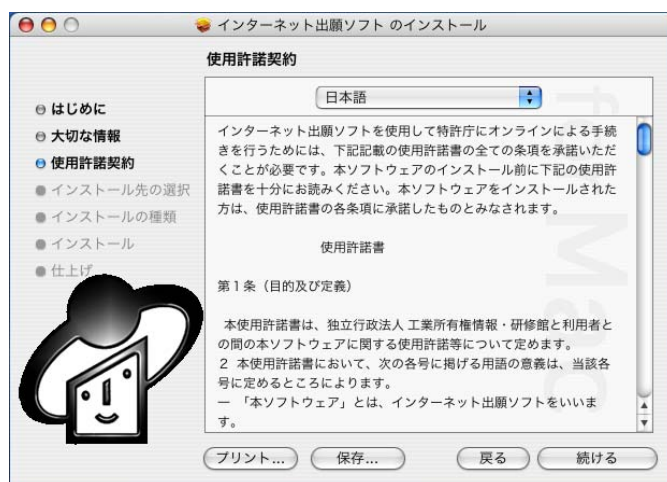 インターネット出願ソフト のインストール
使用許諾契約
はじめに
大切な情報
使用許諾契約
インストール先の選択
インストールの種類
インストール
仕上げ
日本語
インターネット出願ソフトを使用して特許庁にオンラインによる手続
きを行うためには、下記記載の使用許諾書の全ての条項を承諾いただ
くことが必要です。本ソフトウェアのインストール前に下記の使用許
諾書を十分にお読みください。本ソフトウェアをインストールされた
方は、使用許諾書の各条項に承諾したものとみなされます。
使用許諾書
第１条（目的及び定義）
本使用許諾書は、独立行政法人 工業所有権情報・研修館と利用者と
の間の本ソフトウェアに関する使用許諾等について定めます。
２ 本使用許諾書において、次の各号に掲げる用語の意義は、当該各
号に定めるところによります。
一 「本ソフトウェア」とは、インターネット出願ソフトをいいま
す。
for Mac
プリント...
保存...
戻る
続ける